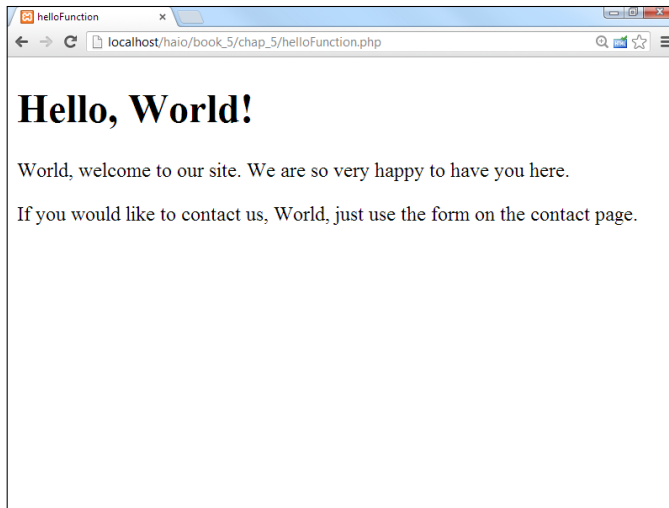 helloFunction
localhost/haio/book_5/chap_5/helloFunction.php
Hello, World!
World, welcome to our site. We are so very happy to have you here.
If you would like to contact us, World, just use the form on the contact page.